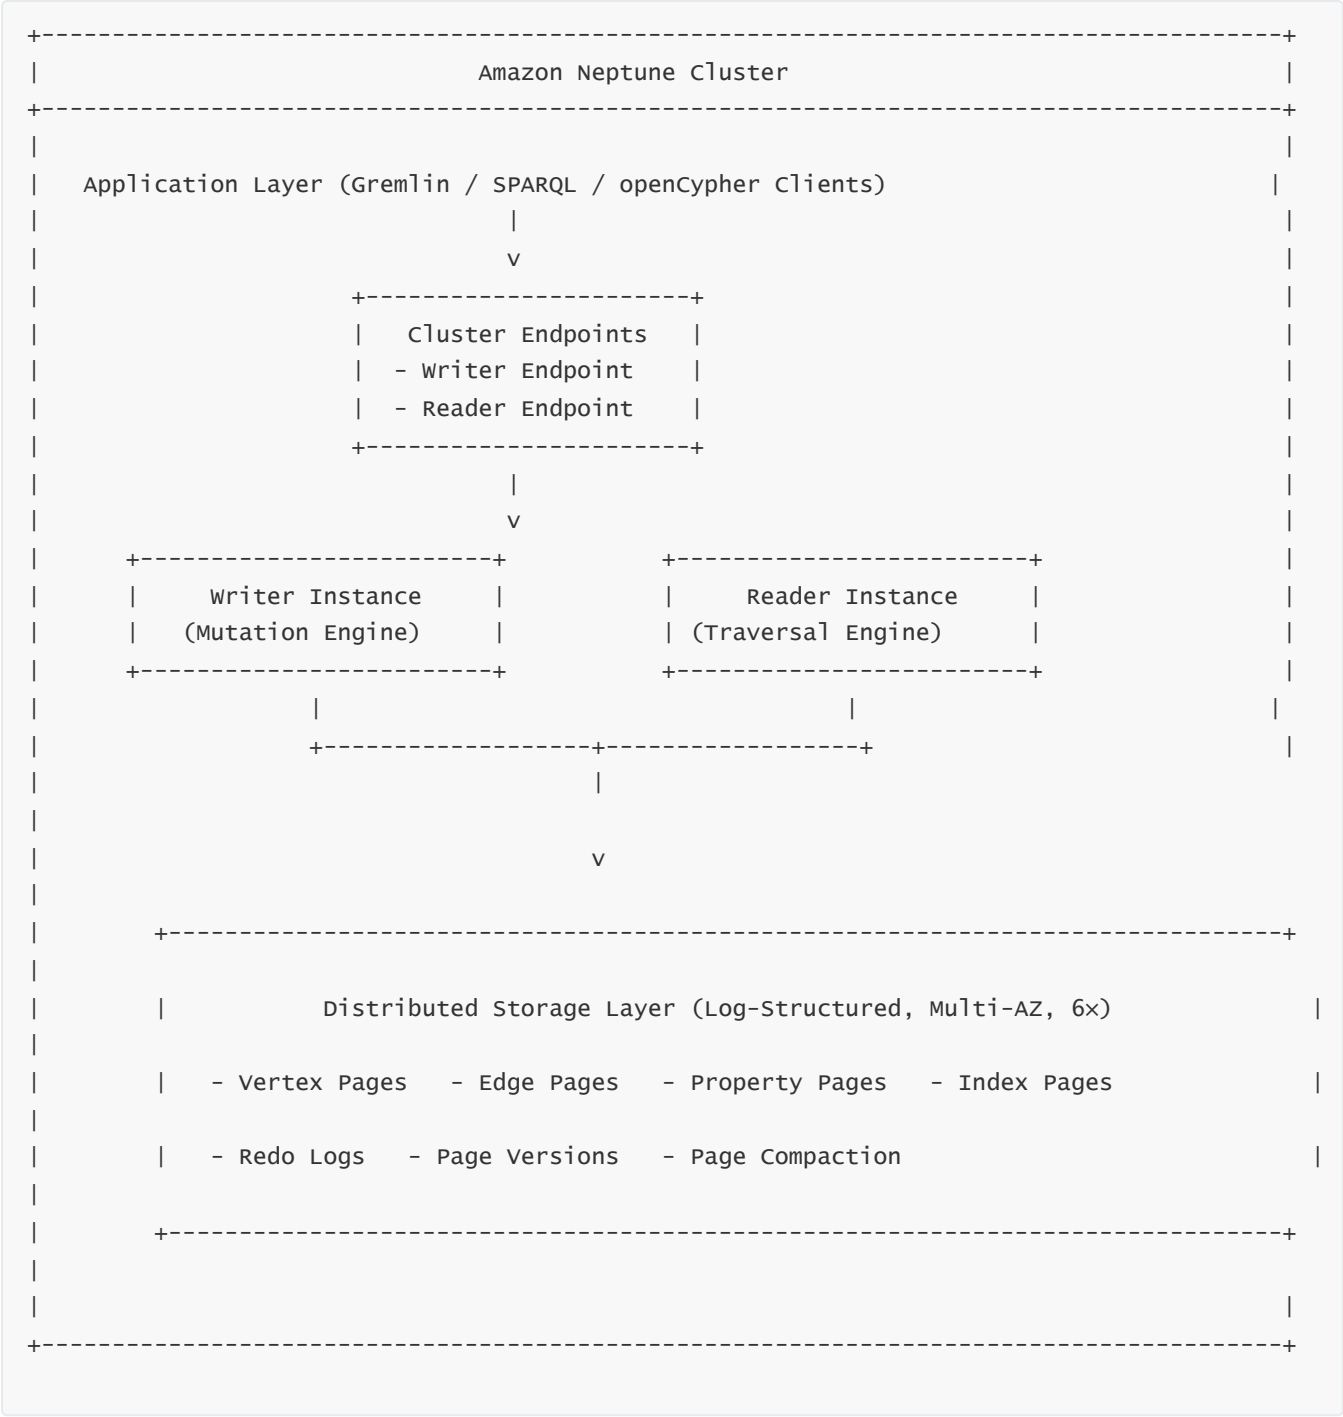 +----------------------------------------------------------------------------------------+
|                               Amazon Neptune Cluster                                   |
+----------------------------------------------------------------------------------------+
|                                                                                        |
|   Application Layer (Gremlin / SPARQL / openCypher Clients)                           |
|                                 |                                                      |
|                                 v                                                      |
|                      +-----------------------+                                         |
|                      |   Cluster Endpoints   |                                         |
|                      |  - Writer Endpoint    |                                         |
|                      |  - Reader Endpoint    |                                         |
|                      +-----------------------+                                         |
|                                 |                                                      |
|                                 v                                                      |
|      +-------------------------+           +-------------------------+                 |
|      |     Writer Instance     |           |     Reader Instance     |                 |
|      |   (Mutation Engine)     |           | (Traversal Engine)      |                 |
|      +-------------------------+           +-------------------------+                 |
|                   |                                     |                             |
|                   +-------------------+------------------+                             |
|                                       |
|
|                                       v
|
|        +-------------------------------------------------------------------------------+
|
|        |           Distributed Storage Layer (Log-Structured, Multi-AZ, 6x)              |
|
|        |   - Vertex Pages   - Edge Pages   - Property Pages   - Index Pages              |
|
|        |   - Redo Logs   - Page Versions   - Page Compaction                             |
|
|        +-------------------------------------------------------------------------------+
|
|                                                                                        |
+----------------------------------------------------------------------------------------+